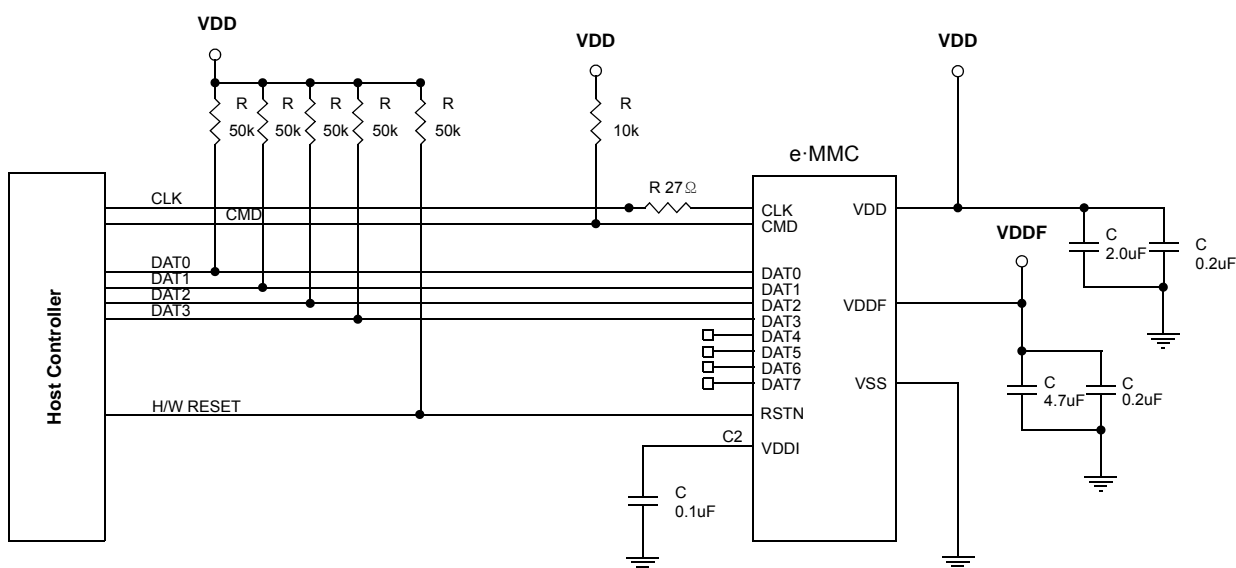 VDD
VDD
VDD
R
50k
R
50k
R
50k
R
50k
R
50k
R
10k
e·MMC
R 27Ω
Host Controller
CLK
CMD
DAT0
DAT1
DAT2
DAT3
H/W RESET
CLK
CMD
DAT0
DAT1
DAT2
DAT3
DAT4
DAT5
DAT6
DAT7
RSTN
C2
VDDI
VDD
VDDF
VSS
VDDF
C
2.0uF
C
0.2uF
C
4.7uF
C
0.2uF
C
0.1uF